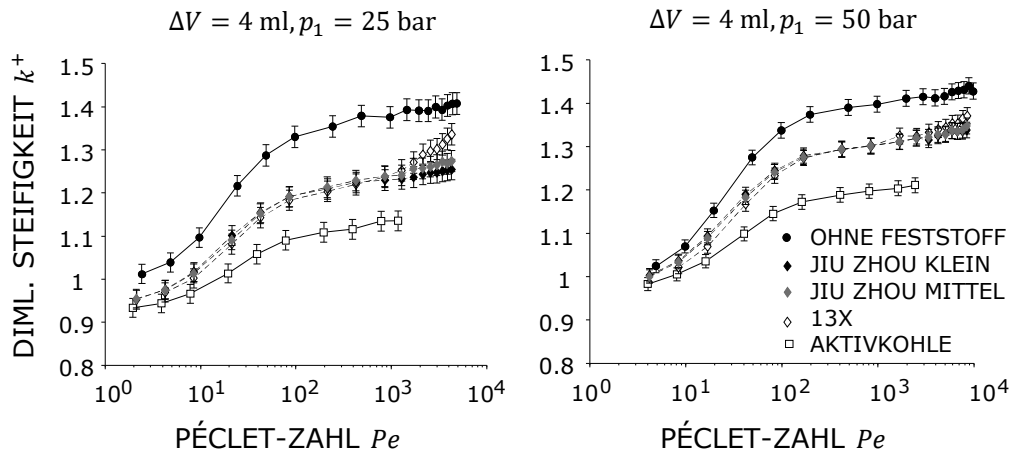 Δ𝑉 = 4 ml, 𝑝₁ = 25 bar
DIML. STEIFIGKEIT 𝑘⁺
1.5
1.4
1.3
1.2
1.1
1
0.9
0.8
10⁰ 10¹ 10² 10³ 10⁴
PÉCLET-ZAHL 𝑃𝑒
Δ𝑉 = 4 ml, 𝑝₁ = 50 bar
1.5
1.4
1.3
1.2
1.1
1
0.9
0.8
OHNE FESTSTOFF
JIU ZHOU KLEIN
JIU ZHOU MITTEL
13X
AKTIVKOHLE
10⁰ 10¹ 10² 10³ 10⁴
PÉCLET-ZAHL 𝑃𝑒